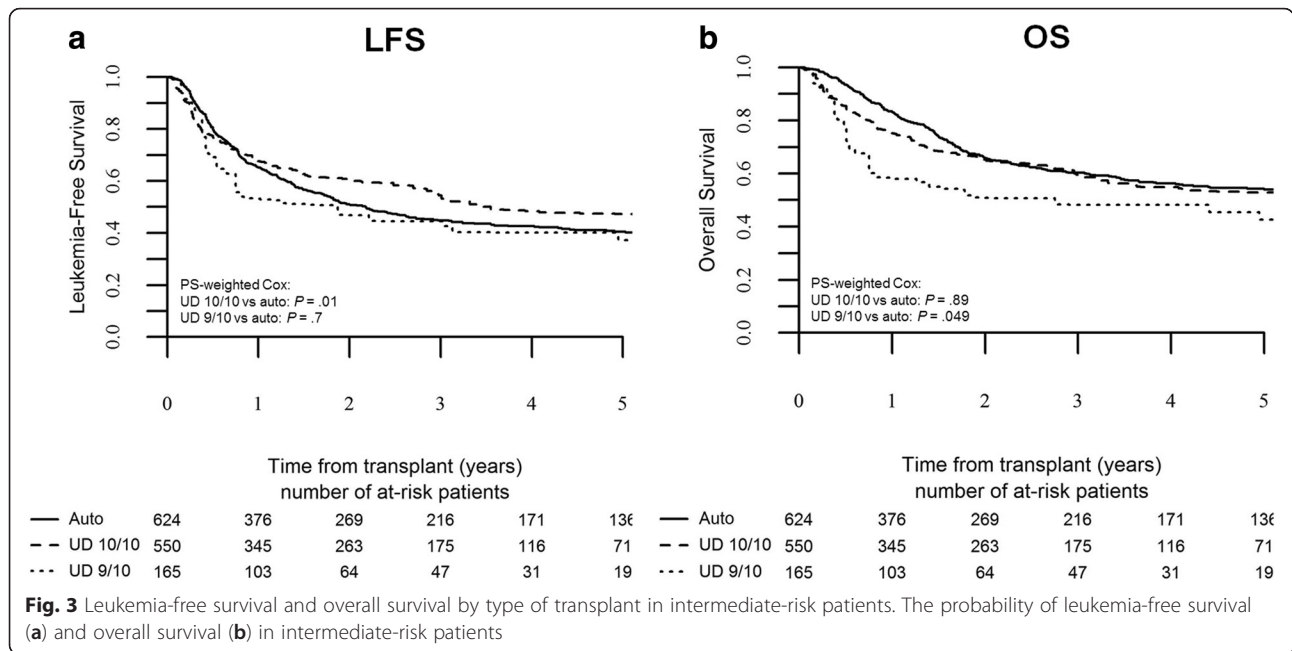 a LFS
Leukemia-Free Survival
1.0
0.8
0.6
0.4
0.2
0.0
PS-weighted Cox:
UD 10/10 vs auto: P = .01
UD 9/10 vs auto: P = .7
0 1 2 3 4 5
Time from transplant (years)
number of at-risk patients
Auto 624 376 269 216 171 136
UD 10/10 550 345 263 175 116 71
UD 9/10 165 103 64 47 31 19
b OS
Overall Survival
1.0
0.8
0.6
0.4
0.2
0.0
PS-weighted Cox:
UD 10/10 vs auto: P = .89
UD 9/10 vs auto: P = .049
0 1 2 3 4 5
Time from transplant (years)
number of at-risk patients
Auto 624 376 269 216 171 136
UD 10/10 550 345 263 175 116 71
UD 9/10 165 103 64 47 31 19
Fig. 3 Leukemia-free survival and overall survival by type of transplant in intermediate-risk patients. The probability of leukemia-free survival
(a) and overall survival (b) in intermediate-risk patients